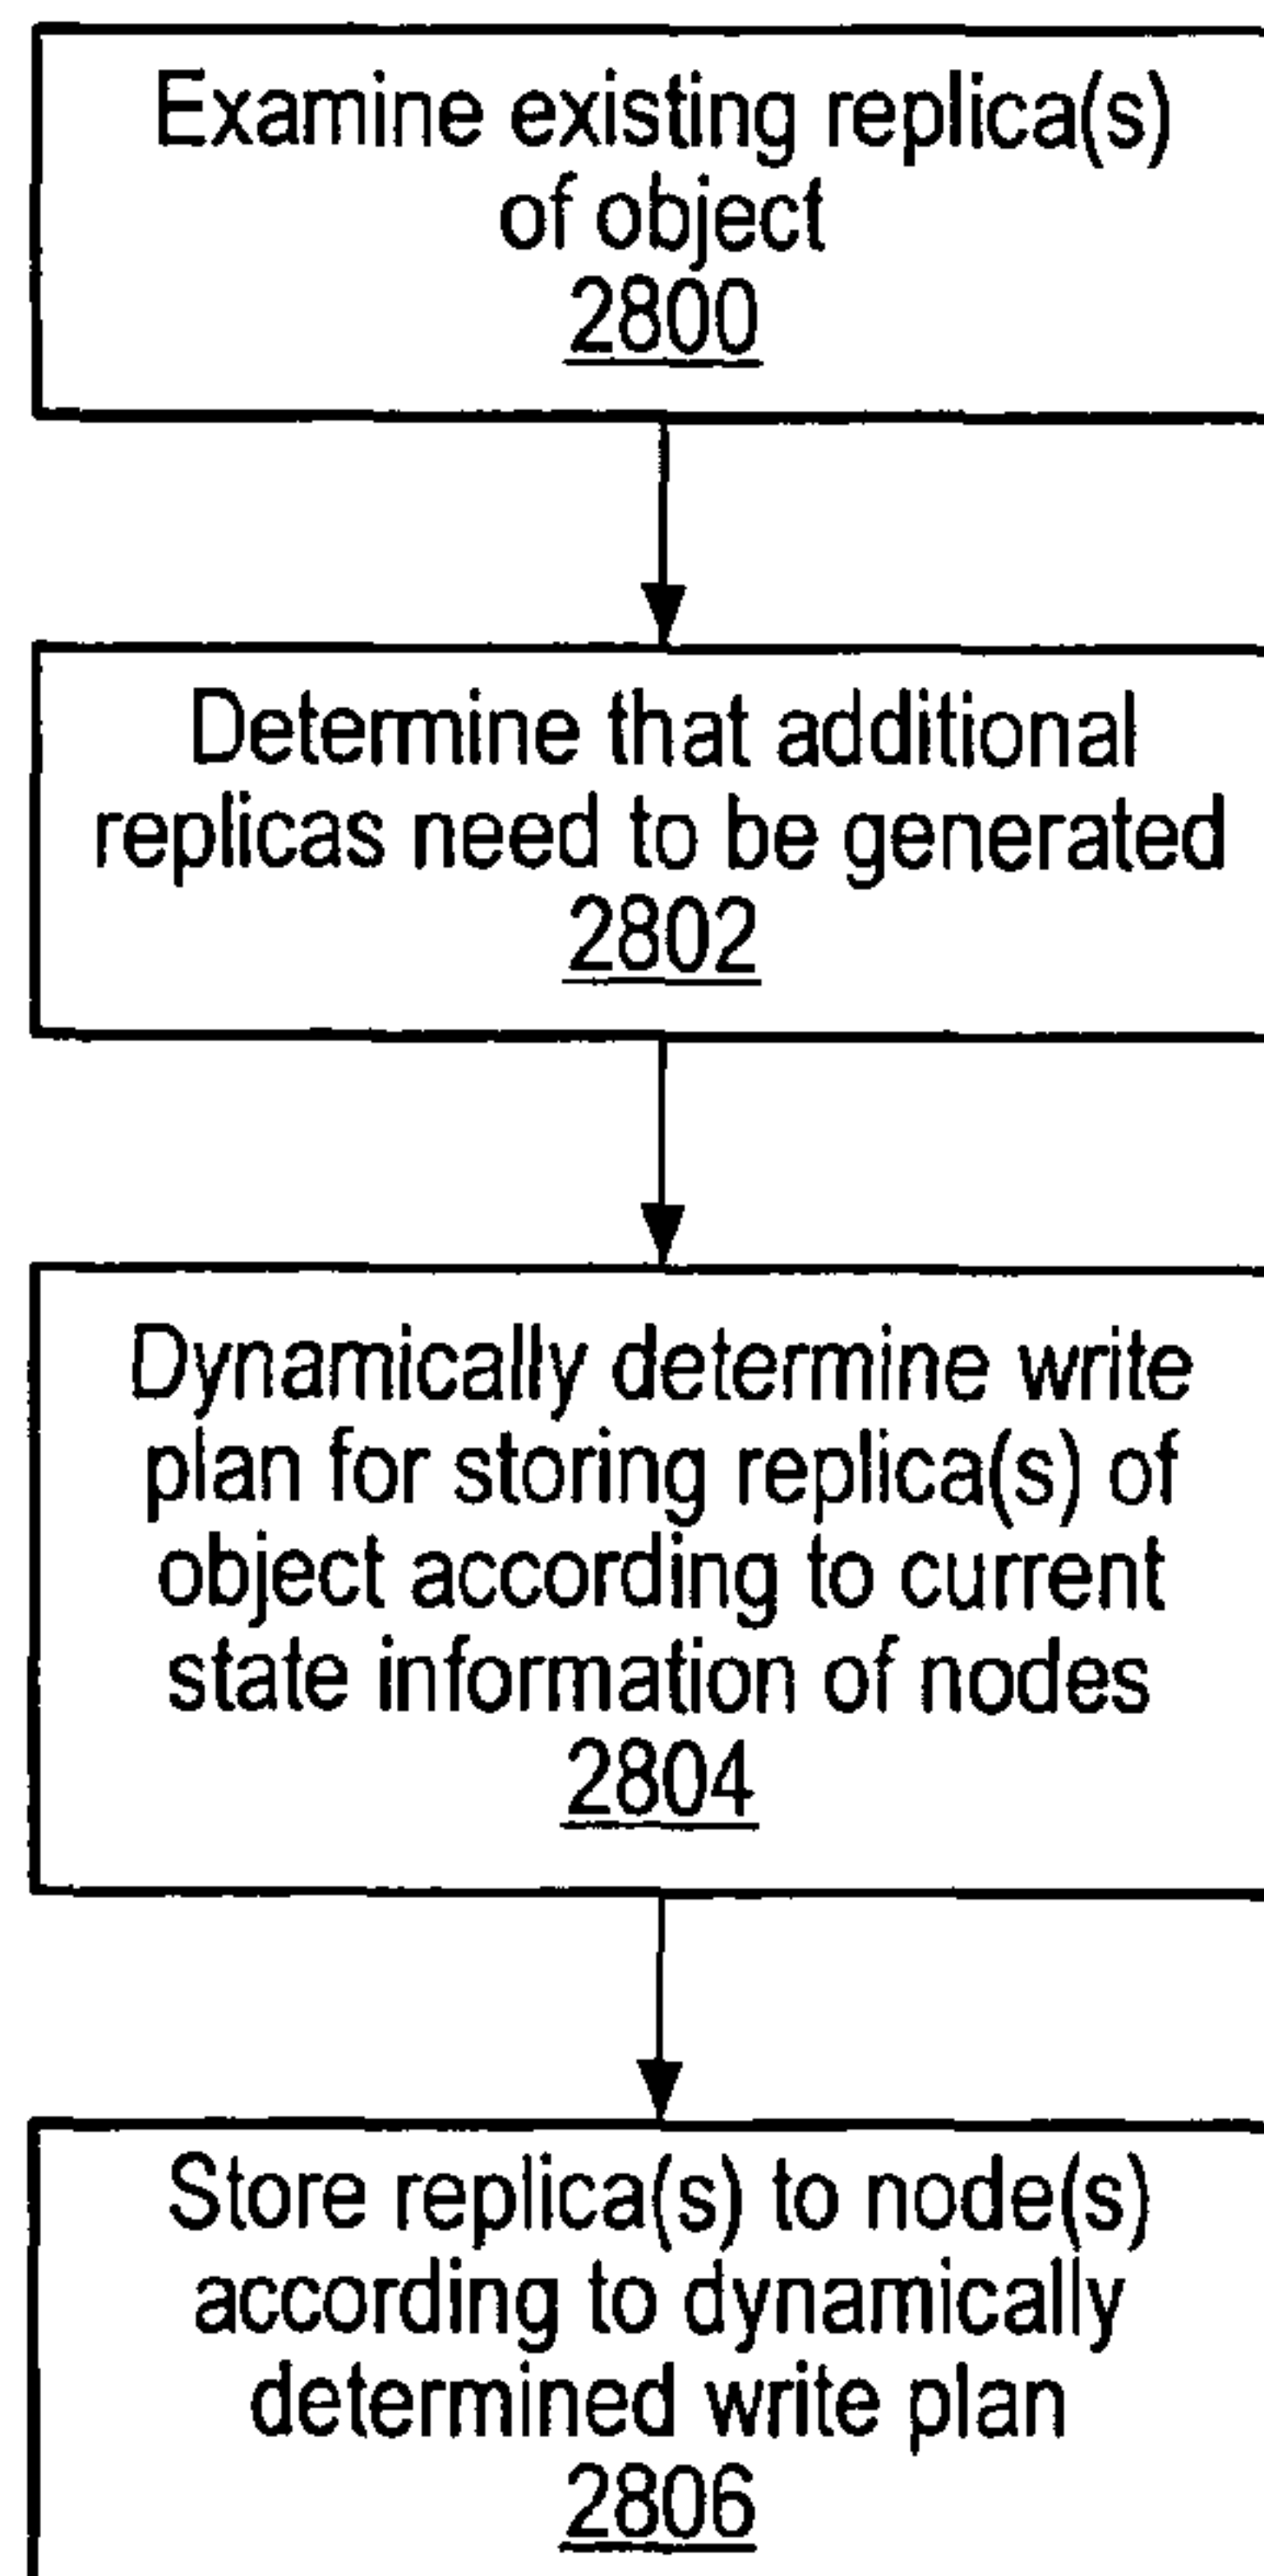 Examine existing replica(s)
of object
2800
Determine that additional
replicas need to be generated
2802
Dynamically determine write
plan for storing replica(s) of
object according to current
state information of nodes
2804
Store replica(s) to node(s)
according to dynamically
determined write plan
2806